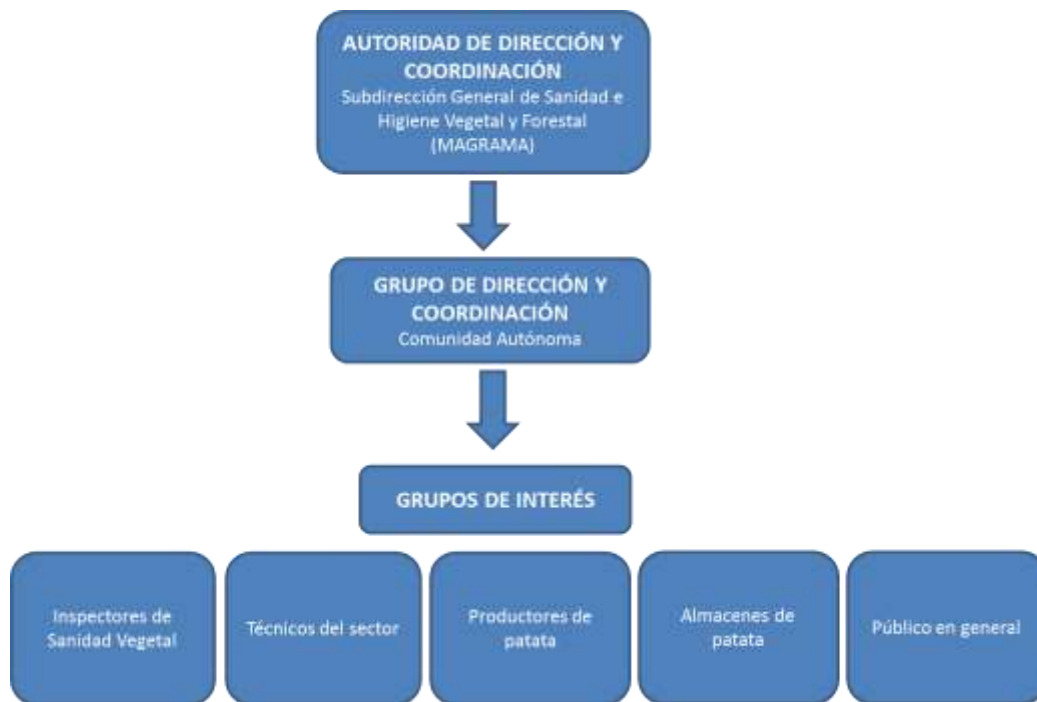 AUTORIDAD DE DIRECCIÓN Y
COORDINACIÓN
Subdirección General de Sanidad e
Higiene Vegetal y Forestal
(MAGRAMA)
GRUPO DE DIRECCIÓN Y
COORDINACIÓN
Comunidad Autónoma
GRUPOS DE INTERÉS
Inspectores de
Sanidad Vegetal
Técnicos del sector
Productores de
patata
Almacenes de
patata
Público en general